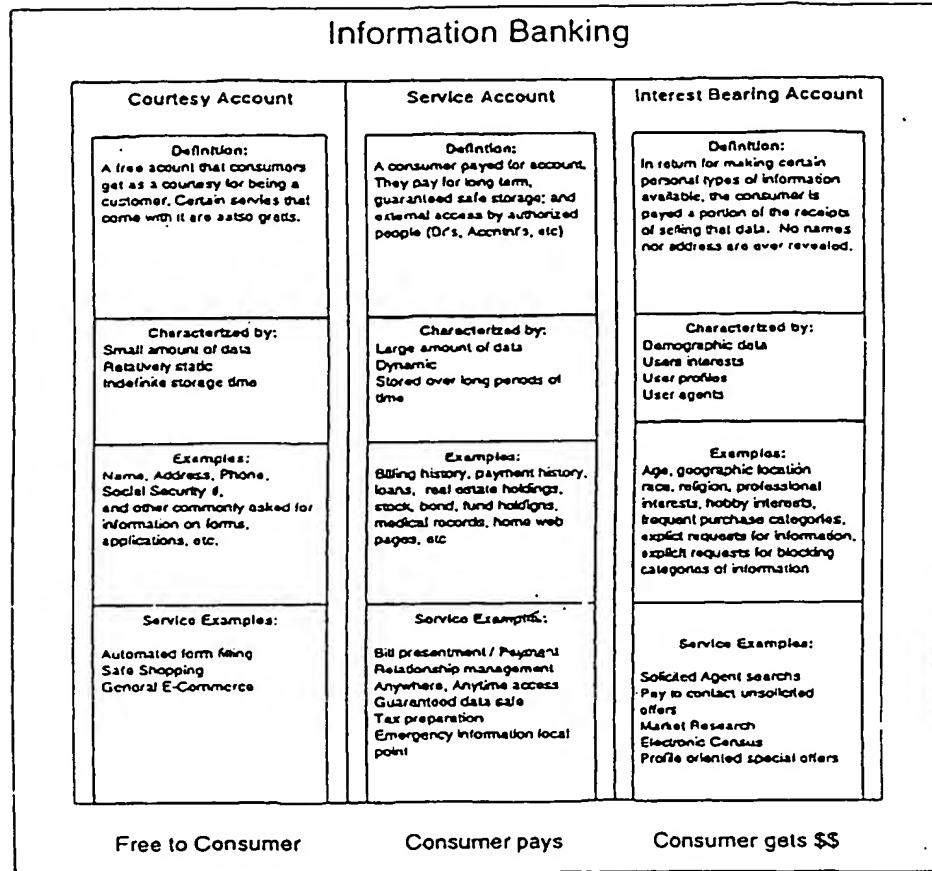 Information Banking
Courtesy Account
Definition:
A free acount that consumers
get as a courtesy for being a
customer. Certain servies that
come with it are aatso gratis.
Characterized by:
Small amount of data
Relatively static
Indefinite storage time
Examples:
Name, Address, Phone,
Social Security #,
and other commonly asked for
information on forms,
applications, etc.
Service Examples:
Automated form filling
Safe Shopping
General E-Commerce
Free to Consumer
Service Account
Defintion:
A consumer payed for account.
They pay for long term,
guaranteed safe storage; and
external access by authorized
people (Dr's, Accntnt's, etc)
Characterized by:
Large amount of data
Dynamic
Stored over long periods of
time
Examples:
Billing history, payment history,
loans, real estate holdings,
stock, bond, fund holdigns,
medical records, home web
pages, etc
Service Examples:
Bill presentment / Payment
Relationship management
Anywhere, Anytime access
Guaranteed data safe
Tax preparation
Emergency information focal
point
Consumer pays
Interest Bearing Account
Definition:
In return for making certain
personal types of information
available, the consumer is
payed a portion of the receipts
of selling that data. No names
nor address are ever revealed.
Characterized by:
Demographic data
Users interests
User profiles
User agents
Examples:
Age, geographic location
race, religion, professional
interests, hobby interests,
frequent purchase categories,
explict requests for information,
explicit requests for blocking
categories of information
Service Examples:
Solicited Agent searchs
Pay to contact unsolicited
offers
Market Research
Electronic Census
Profile oriented special offers
Consumer gets $$